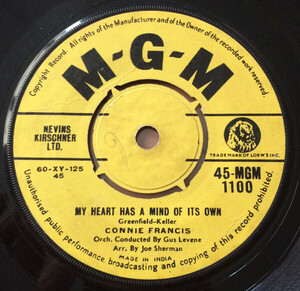 All rights of the Manufacturer and of the Owner of the recorded work reserved.
Copyright Record.
M-G-M
NEVINS
KIRSCHNER
LTD.
TRADE MARK OF LOEW'S INC.
60-XY-125
45
45-MGM
1100
MY HEART HAS A MIND OF ITS OWN
Greenfield-Keller
CONNIE FRANCIS
Orch. Conducted By Gus Levene
Arr. By Joe Sherman
MADE IN INDIA
Unauthorised public performance broadcasting and copying of this record prohibited.